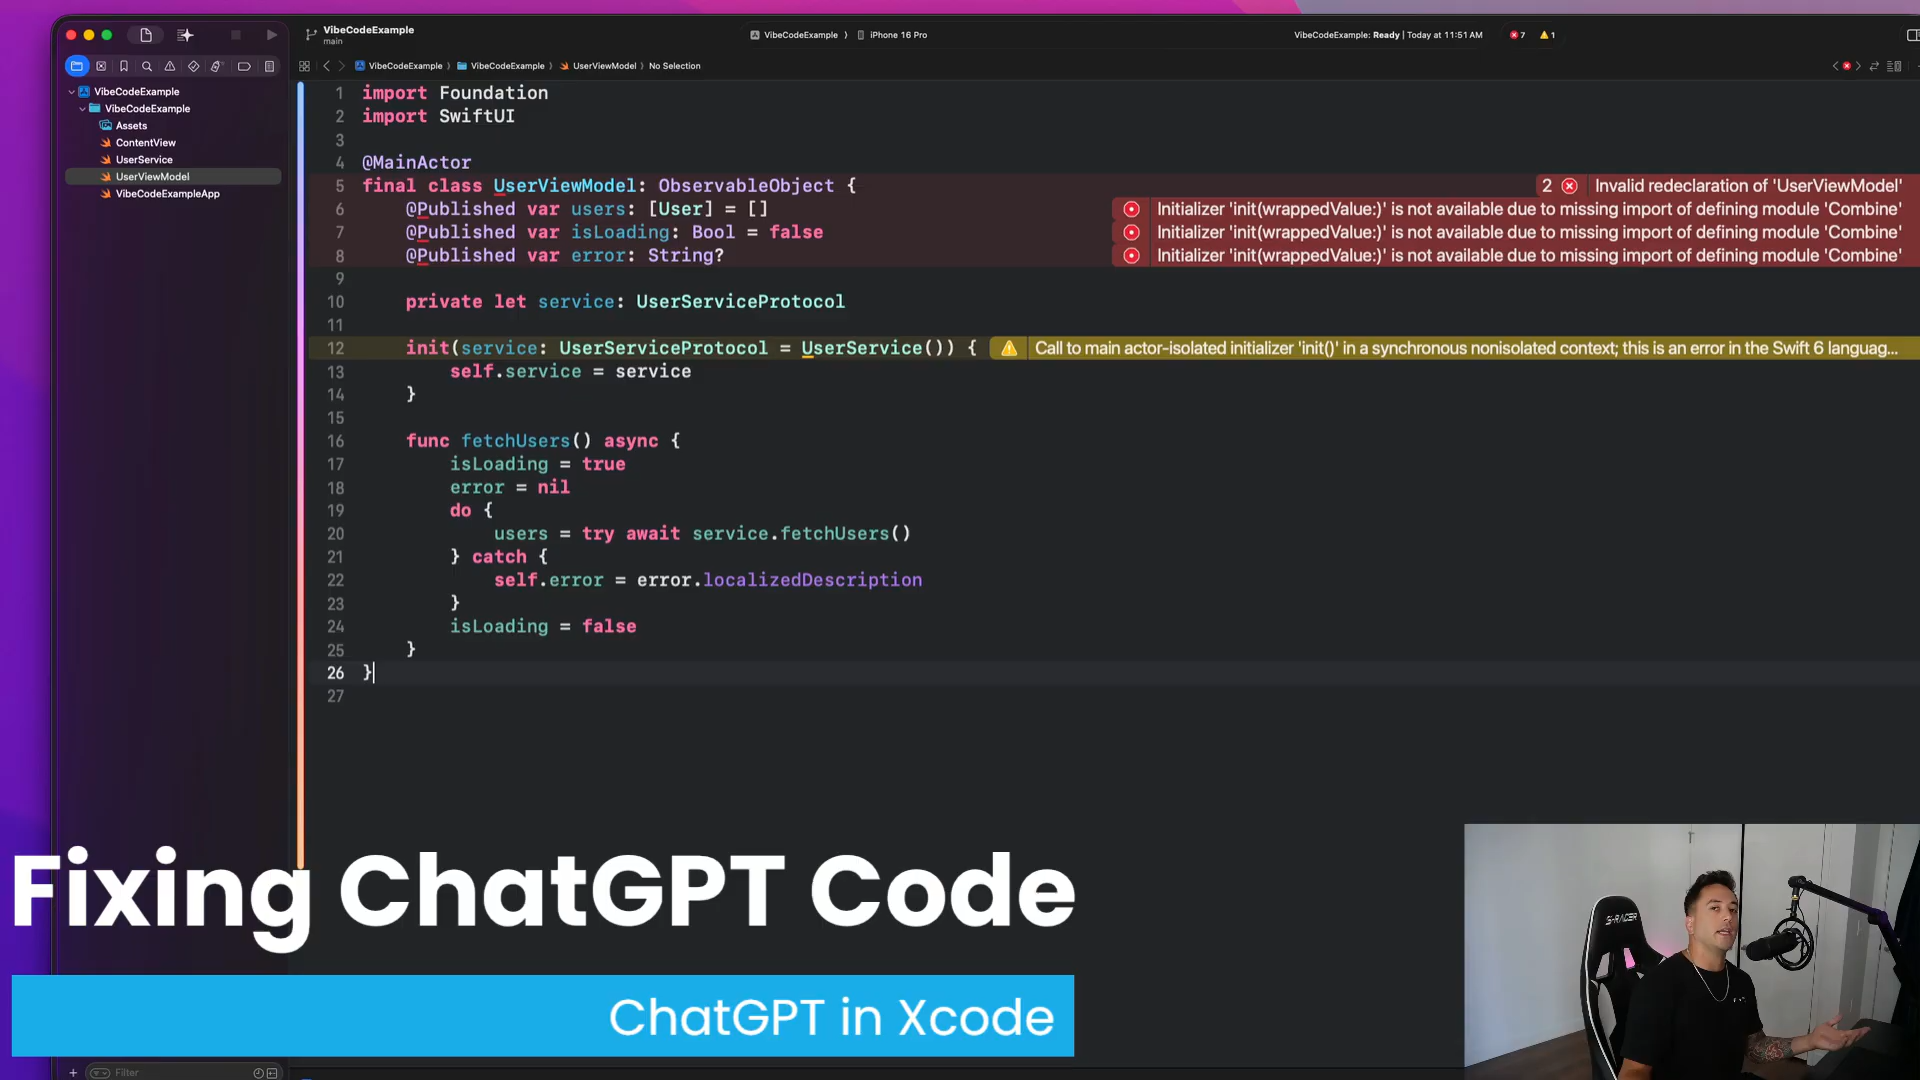 VibeCodeExample
main
VibeCodeExample
iPhone 16 Pro
VibeCodeExample: Ready | Today at 11:51 AM
7
1
VibeCodeExample
VibeCodeExample
UserViewModel
No Selection
VibeCodeExample
VibeCodeExample
Assets
ContentView
UserService
UserViewModel
VibeCodeExampleApp
1 import Foundation
2 import SwiftUI
3
4 @MainActor
5 final class UserViewModel: ObservableObject {
2 Invalid redeclaration of 'UserViewModel'
6 @Published var users: [User] = []
Initializer 'init(wrappedValue:)' is not available due to missing import of defining module 'Combine'
7 @Published var isLoading: Bool = false
Initializer 'init(wrappedValue:)' is not available due to missing import of defining module 'Combine'
8 @Published var error: String?
Initializer 'init(wrappedValue:)' is not available due to missing import of defining module 'Combine'
9
10 private let service: UserServiceProtocol
11
12 init(service: UserServiceProtocol = UserService()) {
Call to main actor-isolated initializer 'init()' in a synchronous nonisolated context; this is an error in the Swift 6 languag...
13 self.service = service
14 }
15
16 func fetchUsers() async {
17 isLoading = true
18 error = nil
19 do {
20 users = try await service.fetchUsers()
21 } catch {
22 self.error = error.localizedDescription
23 }
24 isLoading = false
25 }
26 }
27
Fixing ChatGPT Code
ChatGPT in Xcode
Filter
S-RACER